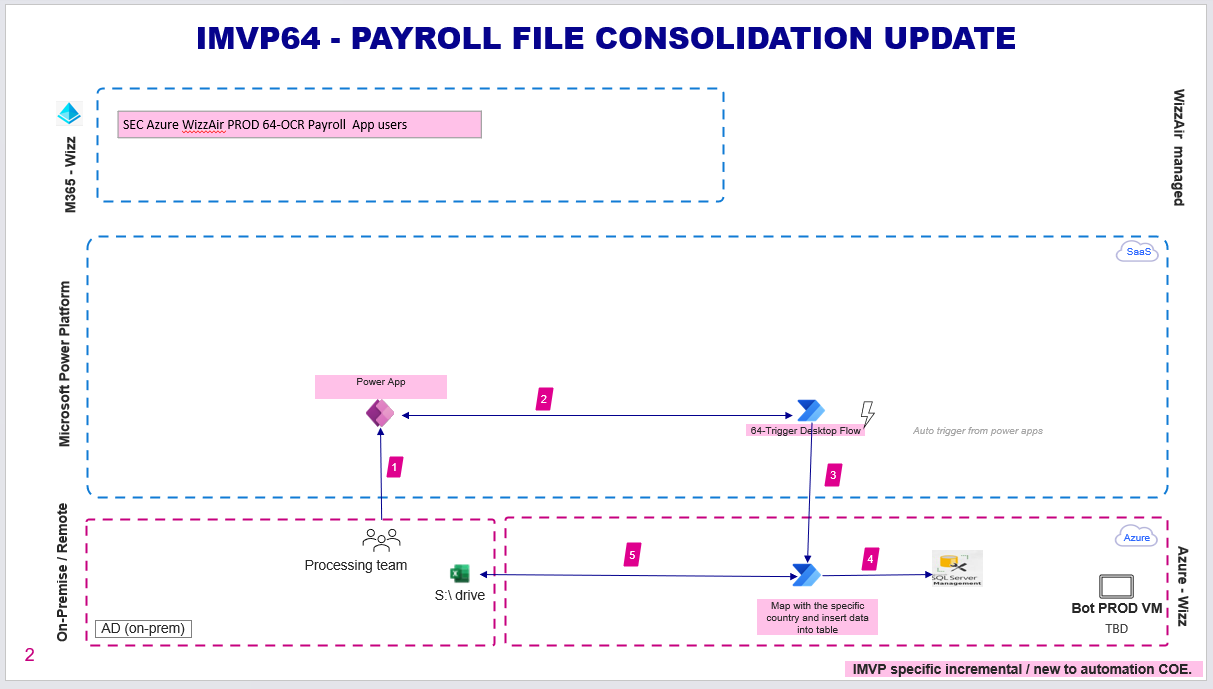 IMVP64 - PAYROLL FILE CONSOLIDATION UPDATE
M365 - Wizz
SEC Azure WizzAir PROD 64-OCR Payroll  App users
WizzAir  managed
Microsoft Power Platform
SaaS
Power App
2
64-Trigger Desktop Flow
Auto trigger from power apps
1
3
On-Premise / Remote
Processing team
S:\ drive
AD (on-prem)
5
4
Azure
SQL Server
Management
Map with the specific
country and insert data
into table
Bot PROD VM
TBD
Azure - Wizz
2
IMVP specific incremental / new to automation COE.